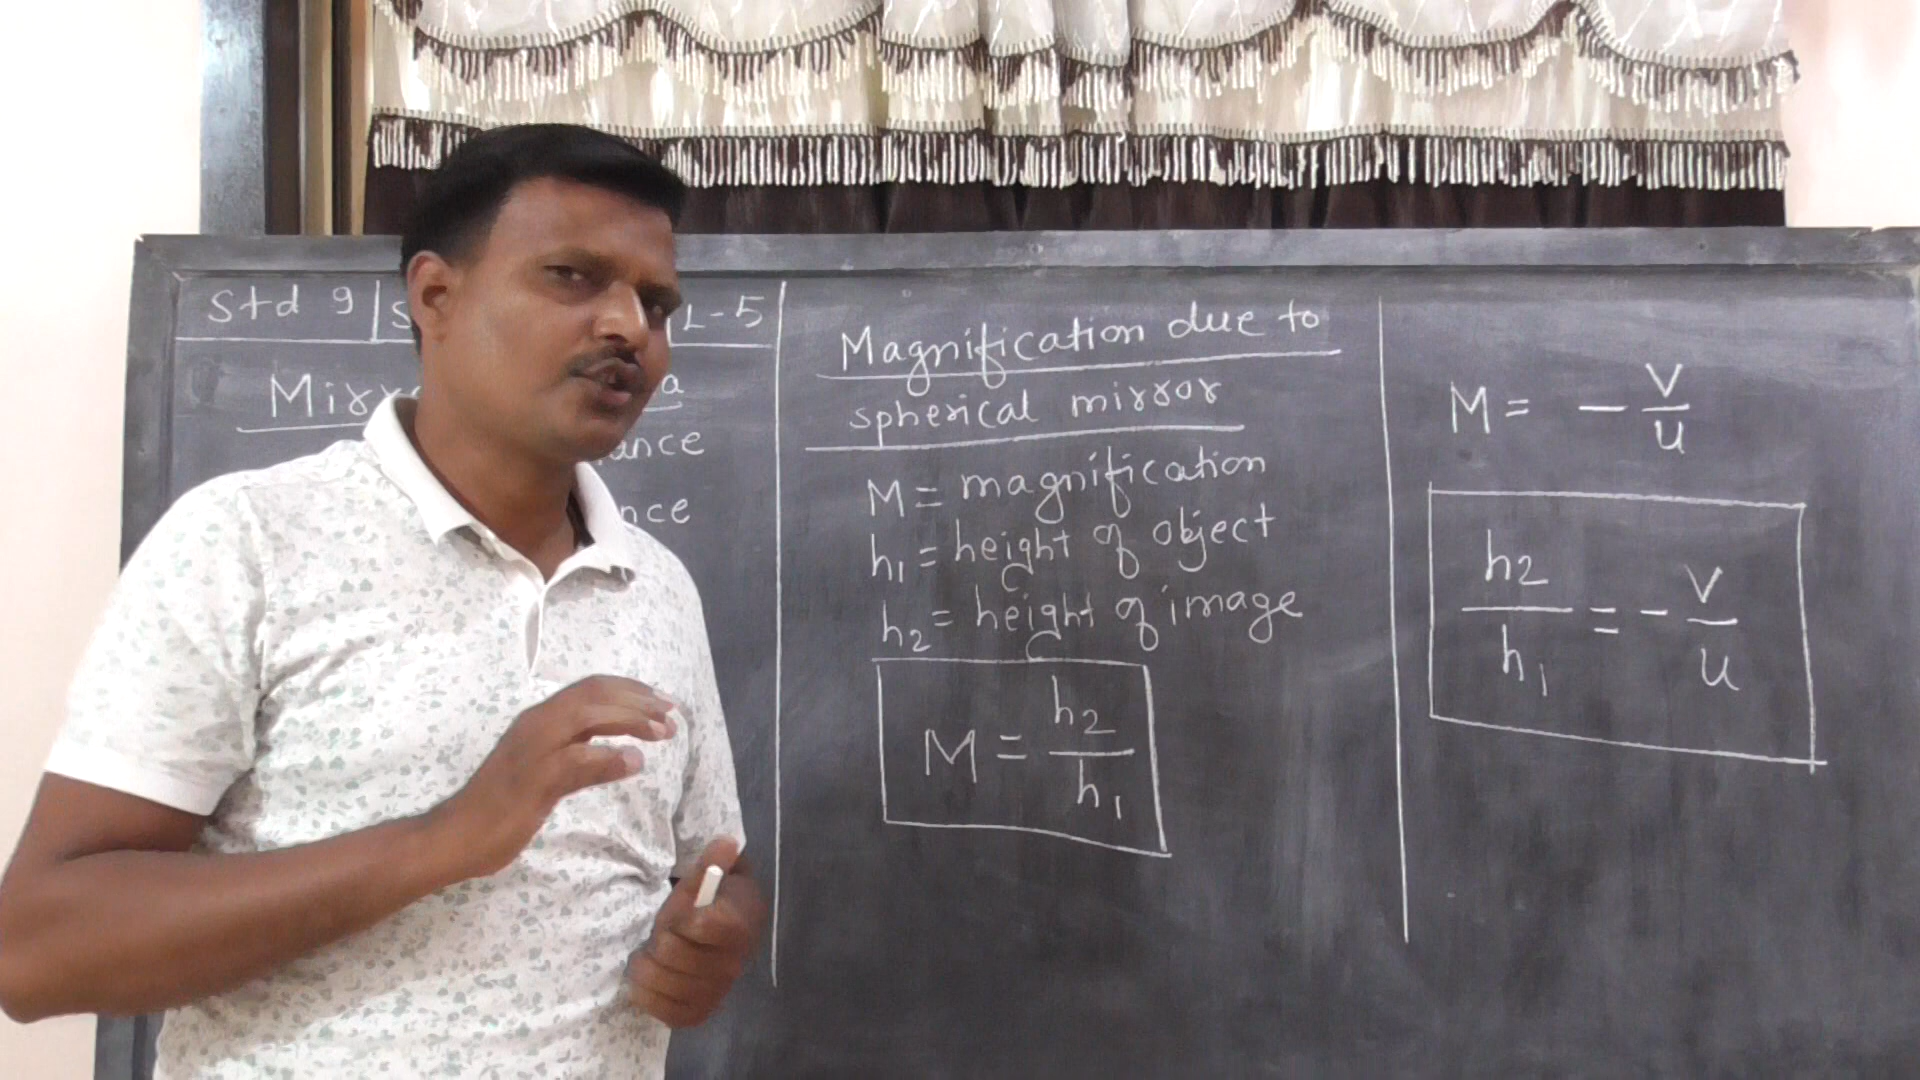 Std 9 | S L-5
Mirr a
ance
nce
Magnification due to
spherical mirror
M = magnification
h1 = height of object
h2 = height of image
M = h2/h1
M = - v/u
h2/h1 = - v/u